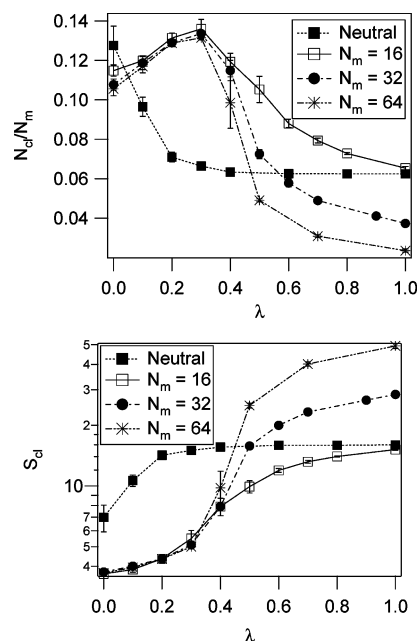 0.14
0.12
0.10
0.08
0.06
0.04
N_cl/N_m
Neutral
N_m = 16
N_m = 32
N_m = 64
0.0 0.2 0.4 0.6 0.8 1.0
λ
5
4
3
2
10
7
6
5
4
S_cl
Neutral
N_m = 16
N_m = 32
N_m = 64
0.0 0.2 0.4 0.6 0.8 1.0
λ